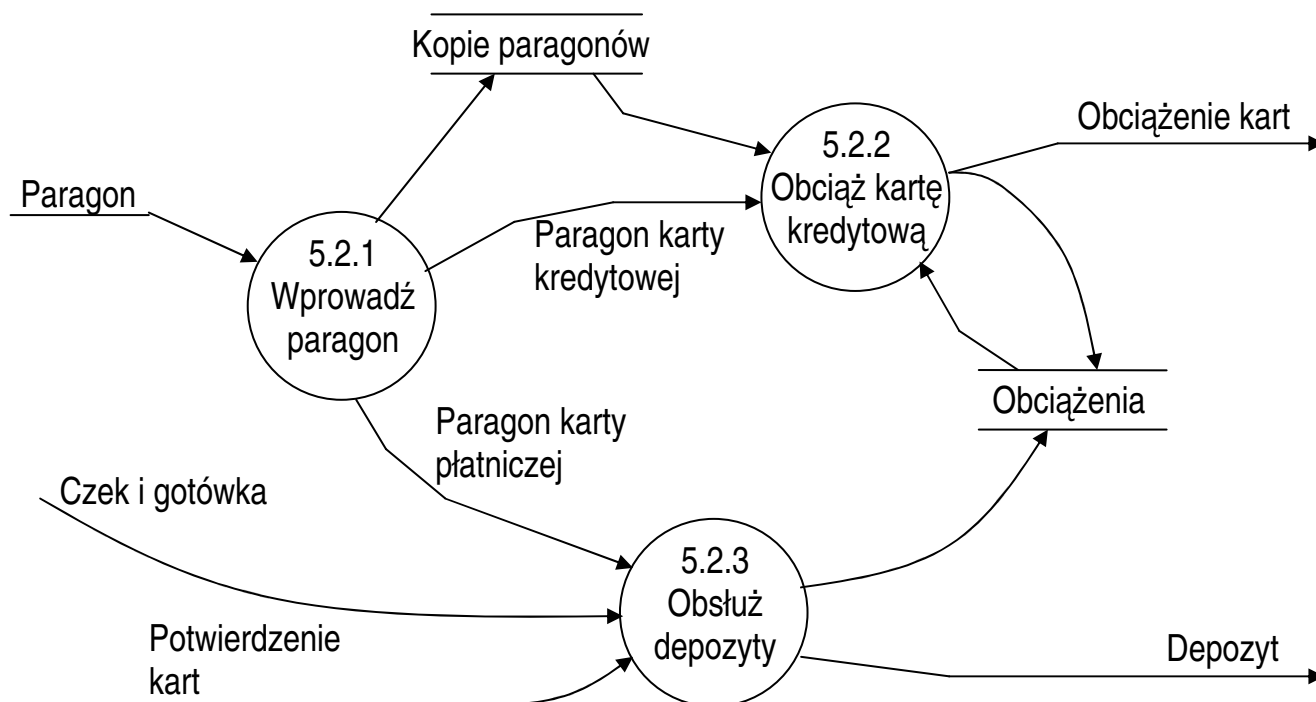 Kopie paragonów
Obciążenie kart
5.2.2
Obciąż kartę
kredytową
Paragon
5.2.1
Wprowadź
paragon
Paragon karty
kredytowej
Obciążenia
Paragon karty
płatniczej
Czek i gotówka
5.2.3
Obsłuż
depozyty
Potwierdzenie
kart
Depozyt